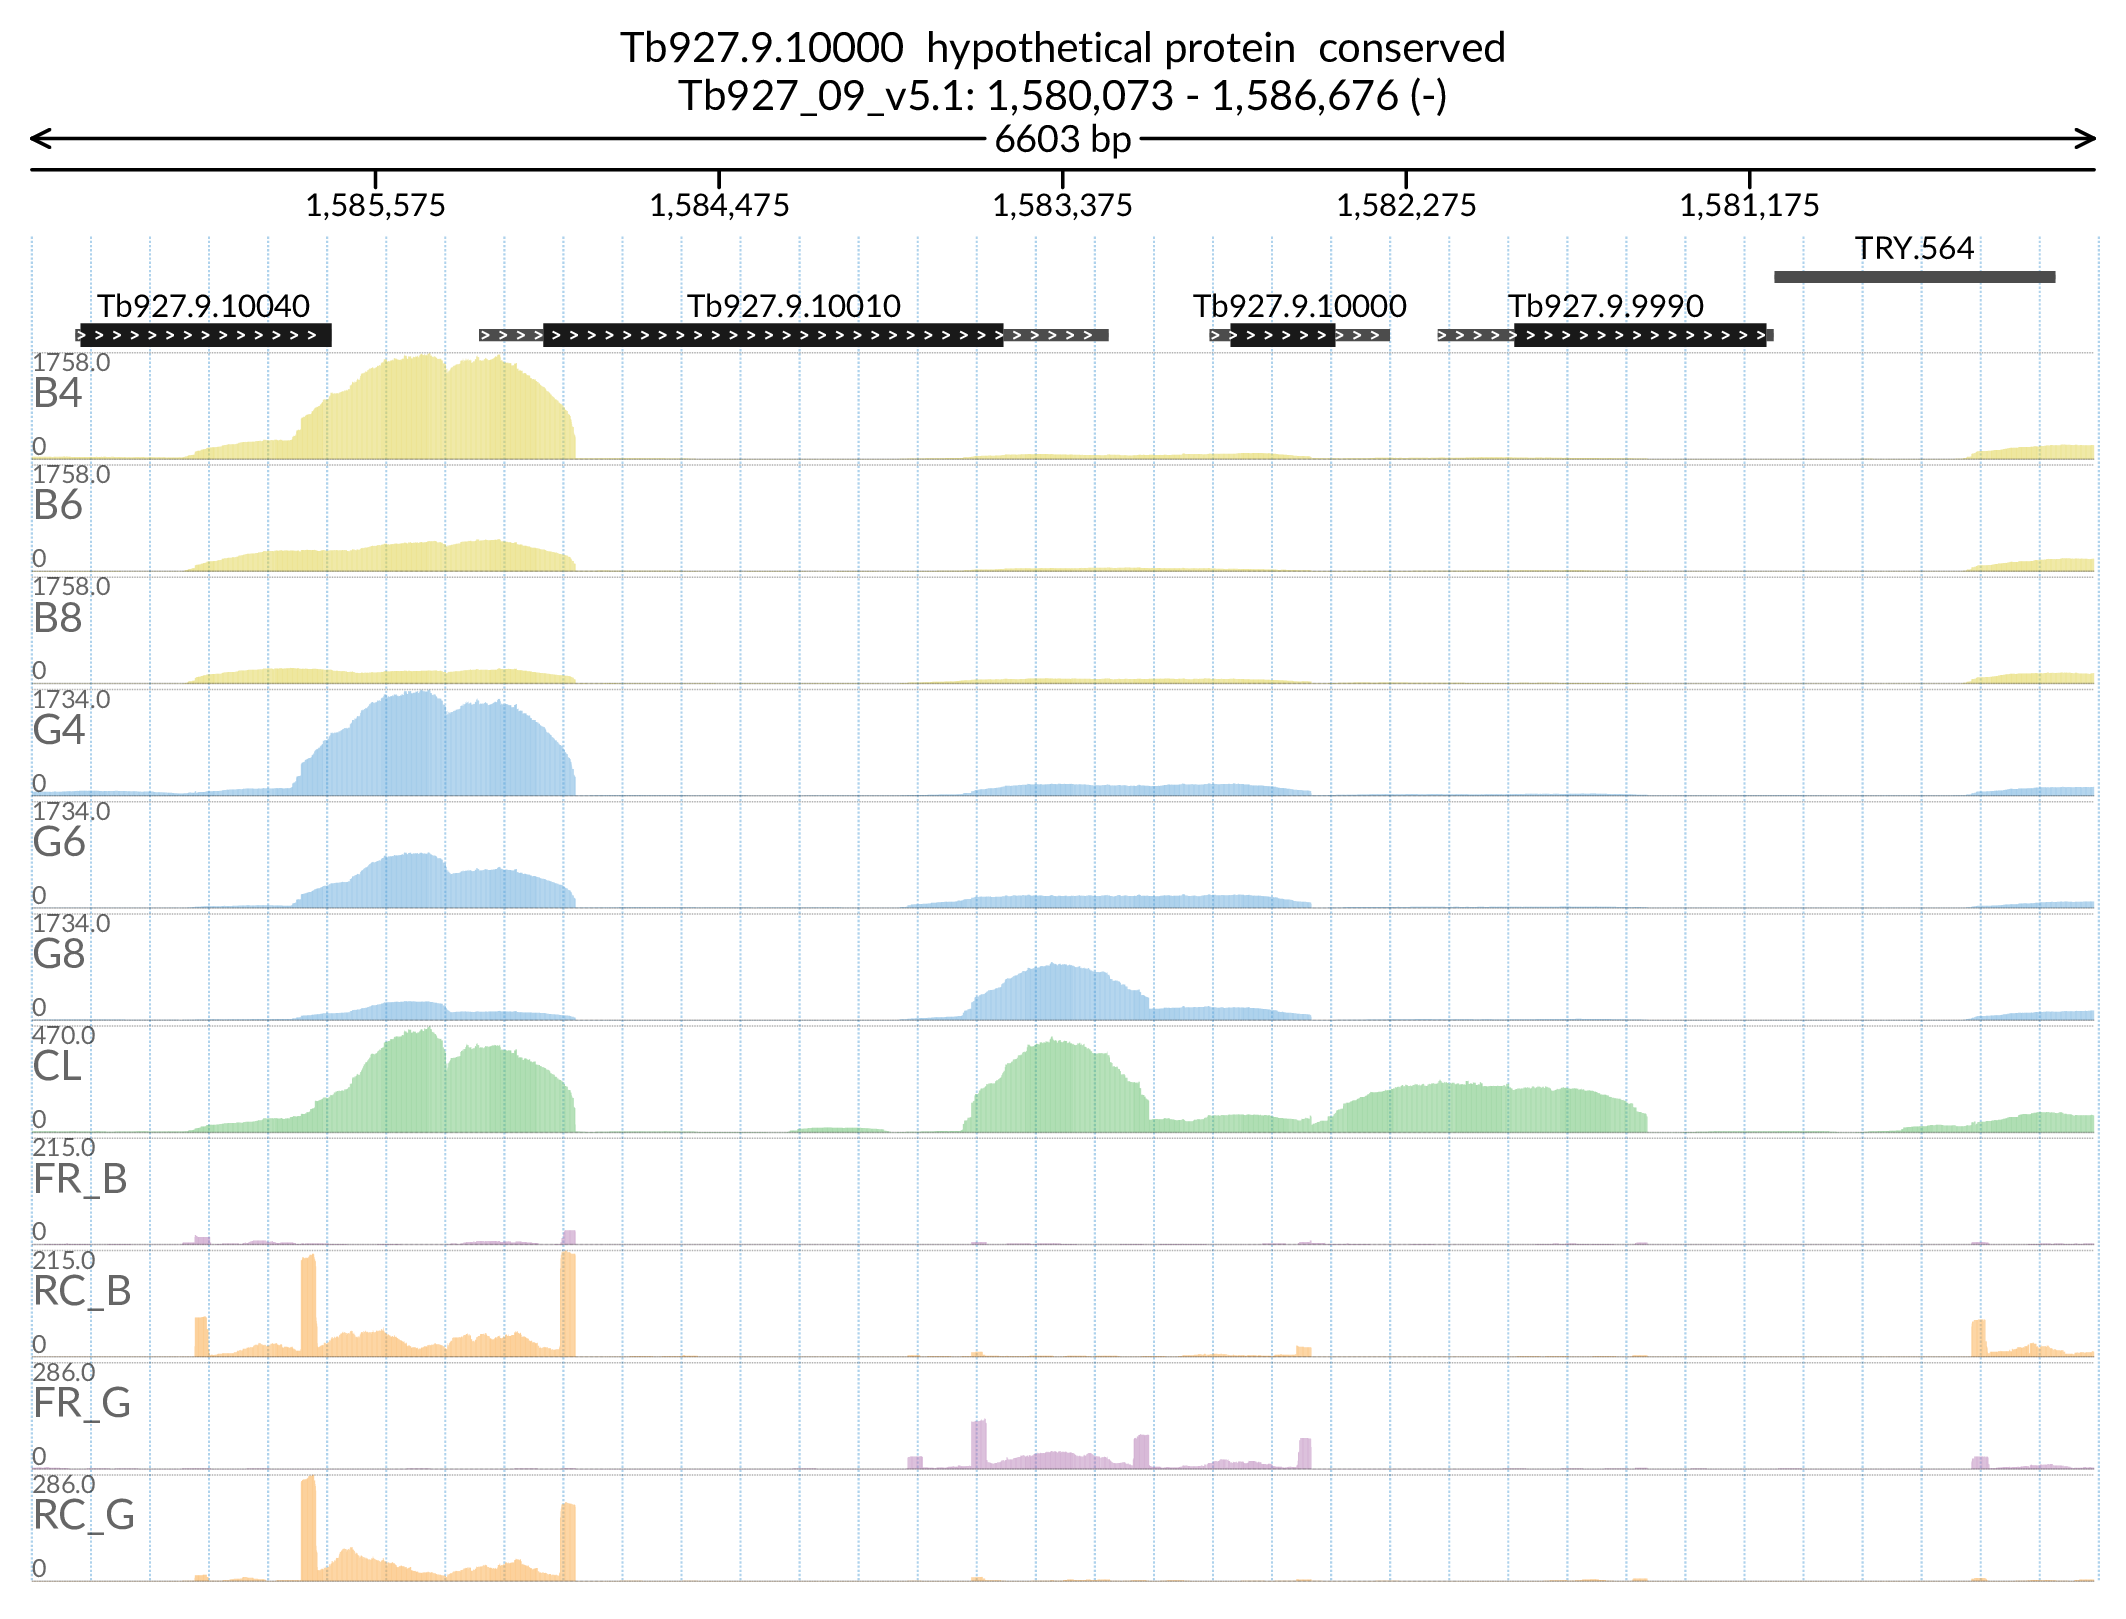 Tb927.9.10000 hypothetical protein conserved
Tb927_09_v5.1: 1,580,073 - 1,586,676 (-)
6603 bp
1,585,575 1,584,475 1,583,375 1,582,275 1,581,175
TRY.564
Tb927.9.10040 Tb927.9.10010 Tb927.9.10000 Tb927.9.9990
1758.0
B4
0
1758.0
B6
0
1758.0
B8
0
1734.0
G4
0
1734.0
G6
0
1734.0
G8
0
470.0
CL
0
215.0
FR_B
0
215.0
RC_B
0
286.0
FR_G
0
286.0
RC_G
0